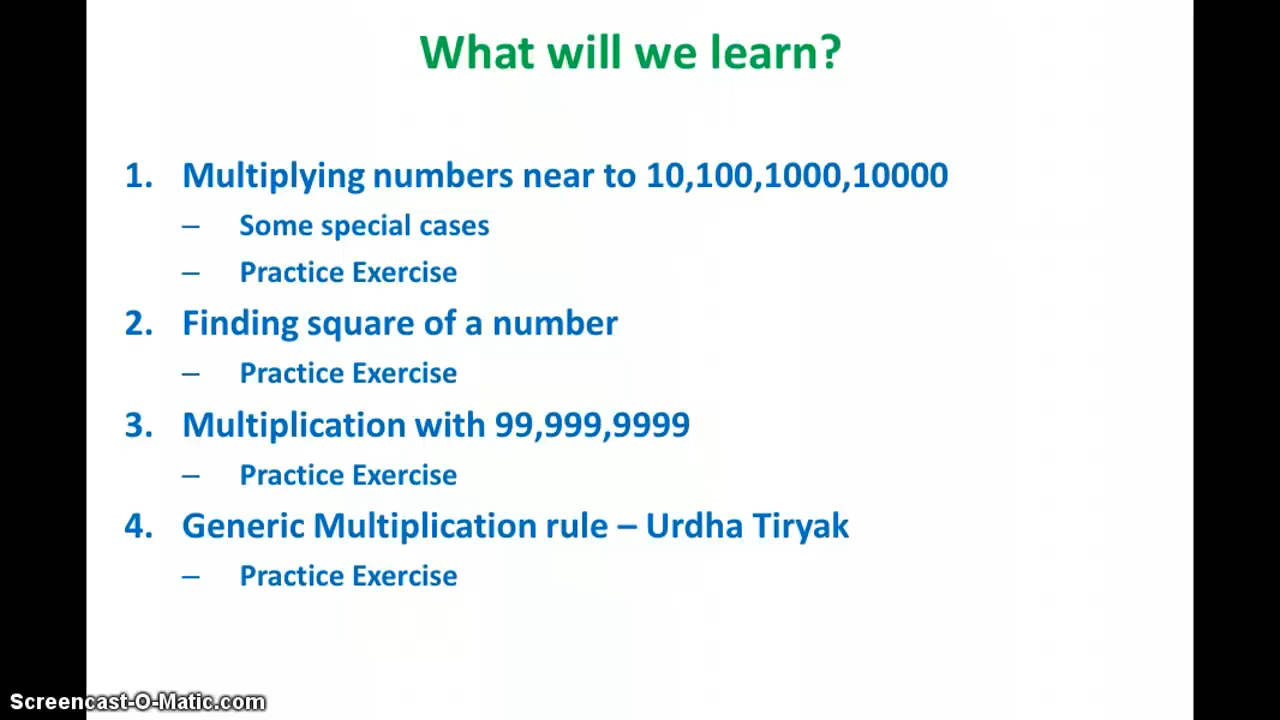 What will we learn?
1. Multiplying numbers near to 10,100,1000,10000
– Some special cases
– Practice Exercise
2. Finding square of a number
– Practice Exercise
3. Multiplication with 99,999,9999
– Practice Exercise
4. Generic Multiplication rule – Urdha Tiryak
– Practice Exercise
Screencast-O-Matic.com